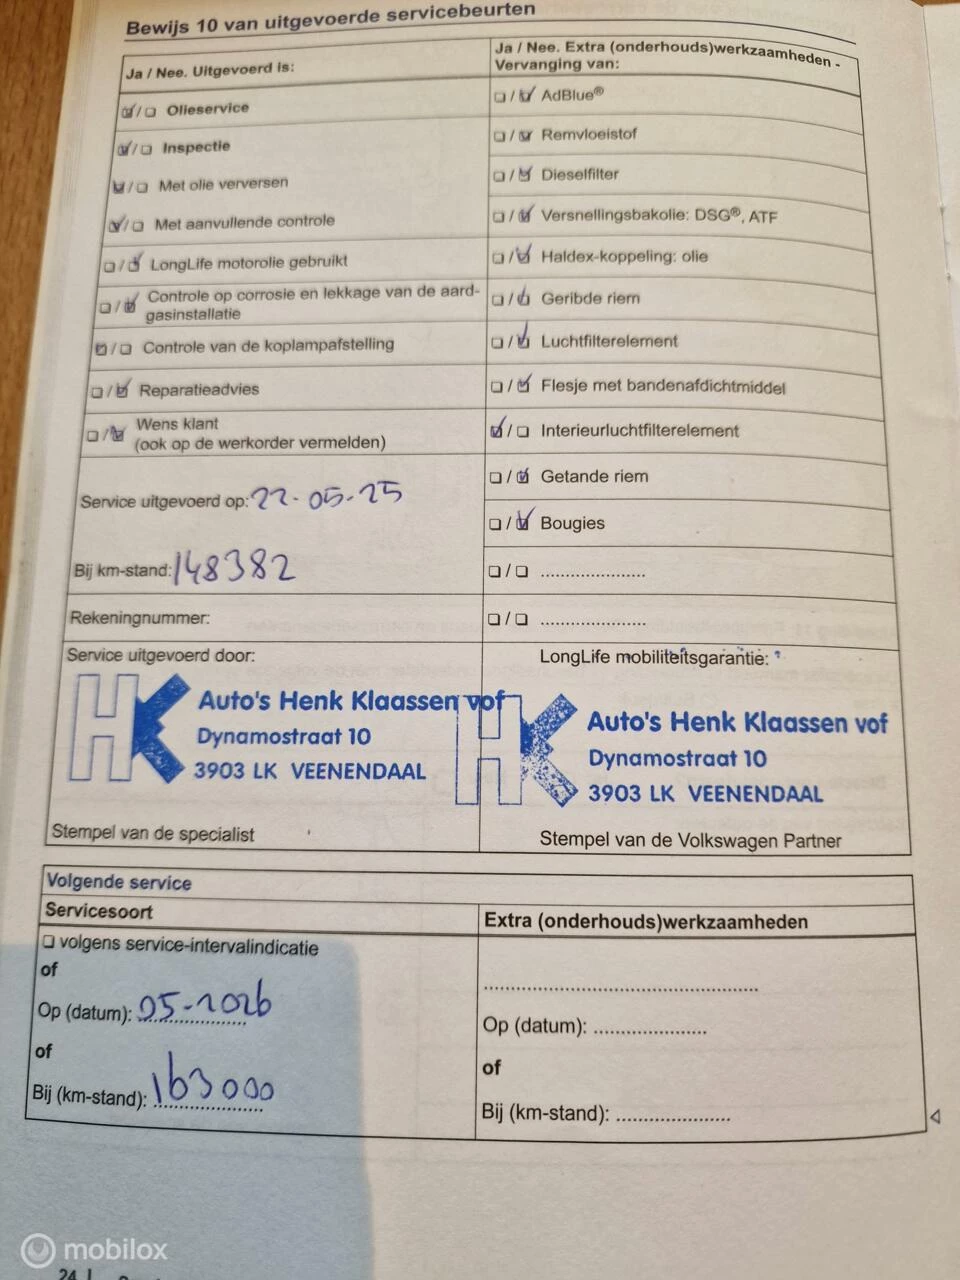 Bewijs 10 van uitgevoerde servicebeurten
Ja / Nee. Uitgevoerd is:
☑/☐ Olieservice
☑/☐ Inspectie
☑/☐ Met olie verversen
☑/☐ Met aanvullende controle
☐/☑ LongLife motorolie gebruikt
☐/☑ Controle op corrosie en lekkage van de aard-
gasinstallatie
☑/☐ Controle van de koplampafstelling
☐/☑ Reparatieadvies
☐/☑ Wens klant
(ook op de werkorder vermelden)
Service uitgevoerd op: 22-05-25
Bij km-stand: 148382
Rekeningnummer:
Service uitgevoerd door:
Auto's Henk Klaassen vof
Dynamostraat 10
3903 LK VEENENDAAL
Stempel van de specialist
Ja / Nee. Extra (onderhouds)werkzaamheden -
Vervanging van:
☐/☑ AdBlue®
☐/☑ Remvloeistof
☐/☑ Dieselfilter
☐/☑ Versnellingsbakolie: DSG®, ATF
☐/☑ Haldex-koppeling: olie
☐/☑ Geribde riem
☐/☑ Luchtfilterelement
☐/☑ Flesje met bandenafdichtmiddel
☑/☐ Interieurluchtfilterelement
☐/☑ Getande riem
☐/☑ Bougies
☐/☐ .....................
☐/☐ .....................
LongLife mobiliteitsgarantie:
Auto's Henk Klaassen vof
Dynamostraat 10
3903 LK VEENENDAAL
Stempel van de Volkswagen Partner
Volgende service
Servicesoort
☐ volgens service-intervalindicatie
of
Op (datum): 05-2026
of
Bij (km-stand): 163000
Extra (onderhouds)werkzaamheden
.....................................................
Op (datum): ......................
of
Bij (km-stand): ......................
mobilox
24